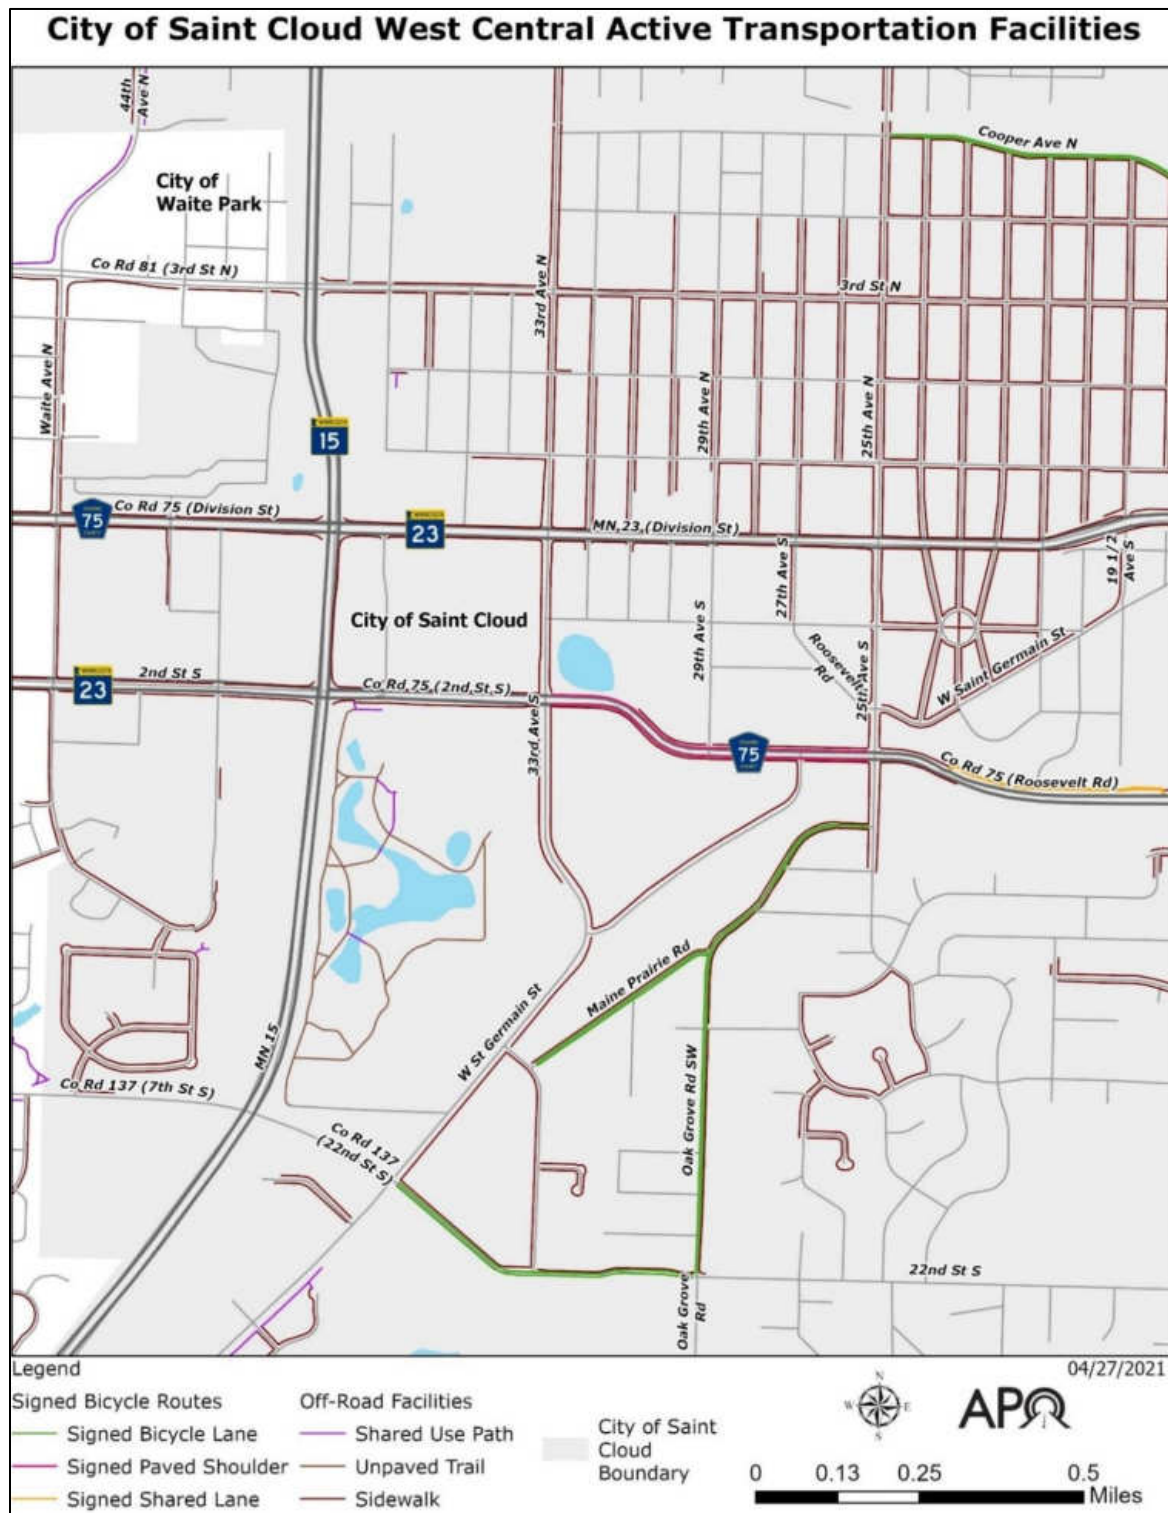 City of Saint Cloud West Central Active Transportation Facilities
44th
Ave N
Cooper Ave N
City of
Waite Park
Co Rd 81 (3rd St N)
3rd St N
33rd Ave N
Waite Ave N
29th Ave N
25th Ave N
15
Co Rd 75 (Division St)
75
23
MN 23 (Division St)
19 1/2
Ave S
27th Ave S
City of Saint Cloud
29th Ave S
Roosevelt
Rd
25th Ave S
W Saint Germain St
2nd St S
23
Co Rd 75 (2nd St S)
33rd Ave S
75
Co Rd 75 (Roosevelt Rd)
Maine Prairie Rd
W St Germain St
MN 15
Co Rd 137 (7th St S)
Co Rd 137
(22nd St S)
Oak Grove Rd SW
22nd St S
Oak Grove
Rd
Legend
04/27/2021
Signed Bicycle Routes
Signed Bicycle Lane
Signed Paved Shoulder
Signed Shared Lane
Off-Road Facilities
Shared Use Path
Unpaved Trail
Sidewalk
City of Saint
Cloud
Boundary
N
W
E
S
APO
0 0.13 0.25 0.5
Miles